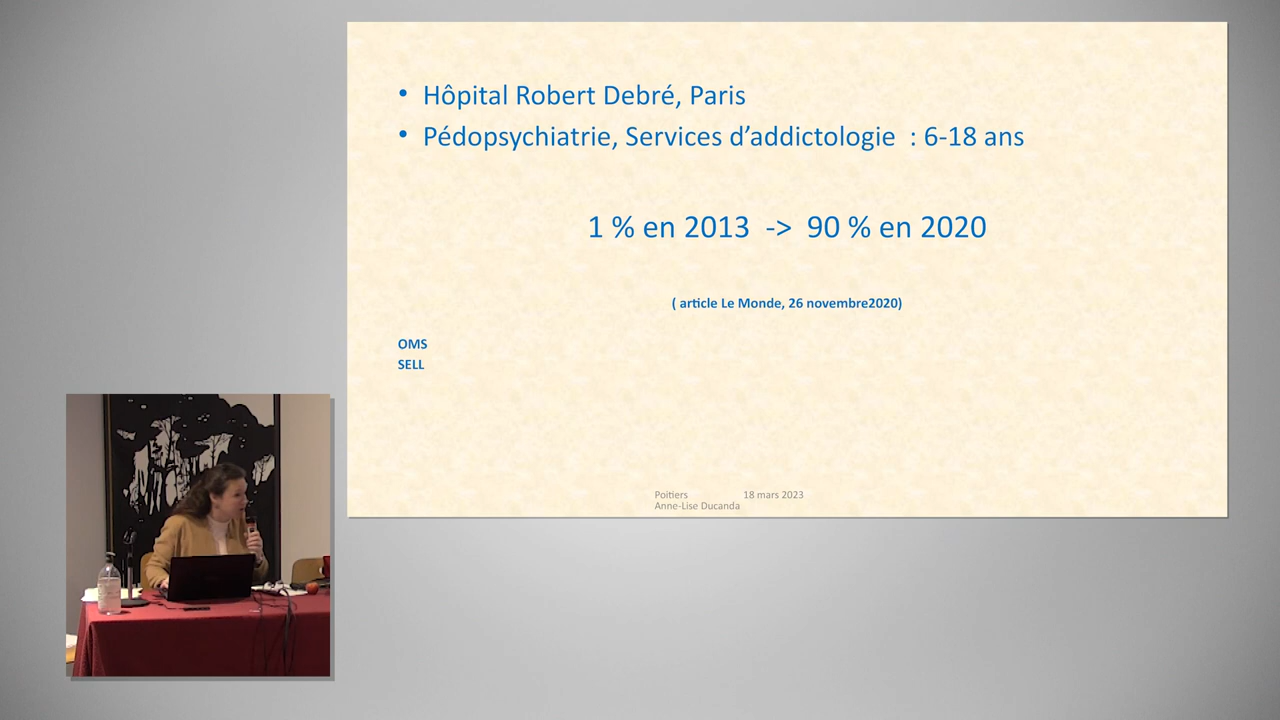 • Hôpital Robert Debré, Paris
• Pédopsychiatrie, Services d’addictologie : 6-18 ans
1 % en 2013 -> 90 % en 2020
( article Le Monde, 26 novembre2020)
OMS
SELL
Poitiers 18 mars 2023
Anne-Lise Ducanda